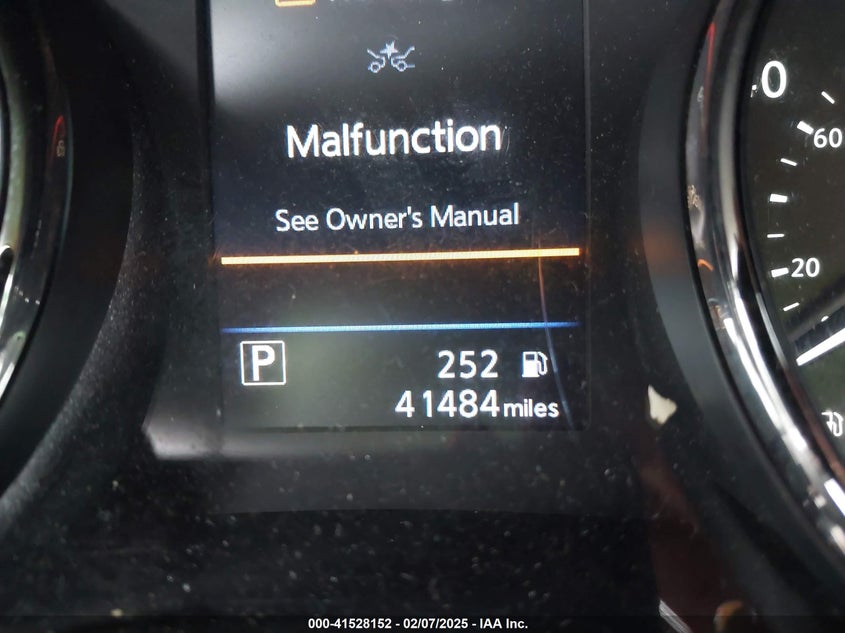 Malfunction
See Owner's Manual
P
252
41484 miles
0
60
20
000-41528152 - 02/07/2025 - IAA Inc.